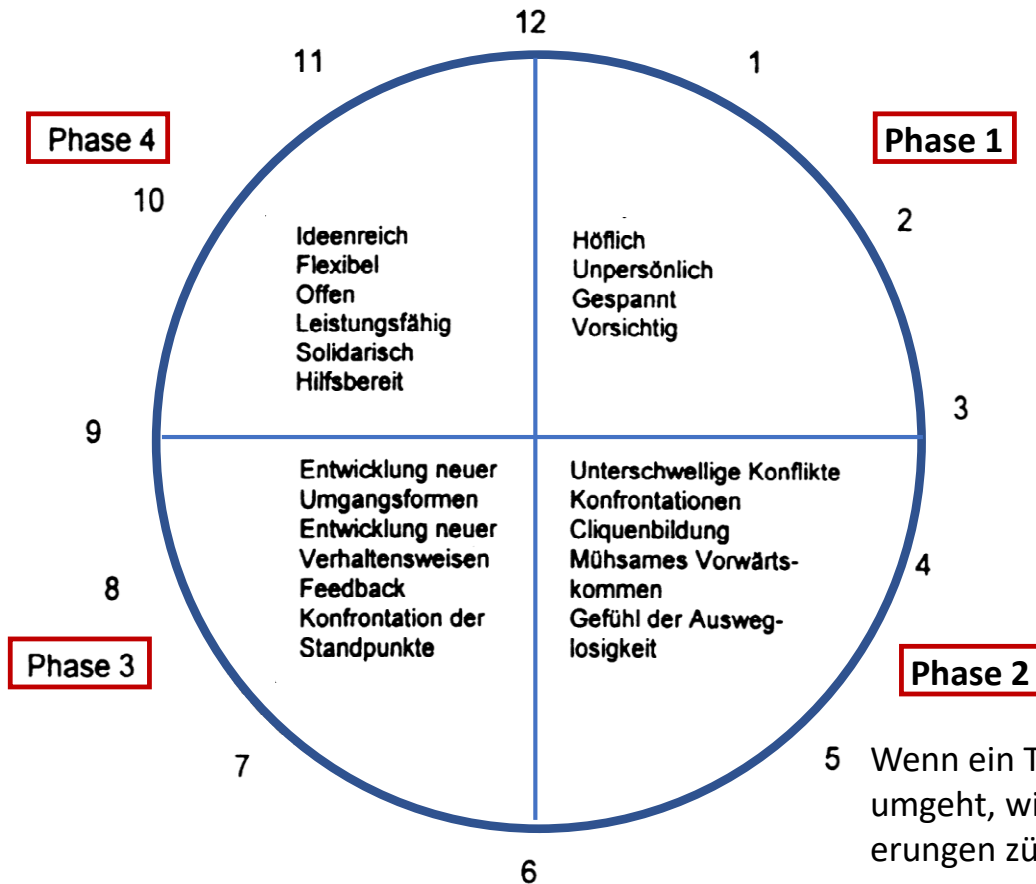 12
11
1
Phase 4
Phase 1
10
2
Ideenreich
Flexibel
Offen
Leistungsfähig
Solidarisch
Hilfsbereit
Höflich
Unpersönlich
Gespannt
Vorsichtig
9
3
Entwicklung neuer
Umgangsformen
Entwicklung neuer
Verhaltensweisen
Feedback
Konfrontation der
Standpunkte
Unterschwellige Konflikte
Konfrontationen
Cliquenbildung
Mühsames Vorwärts-
kommen
Gefühl der Ausweg-
losigkeit
8
4
Phase 3
Phase 2
7
5
Wenn ein
umgeht,
erungen
6